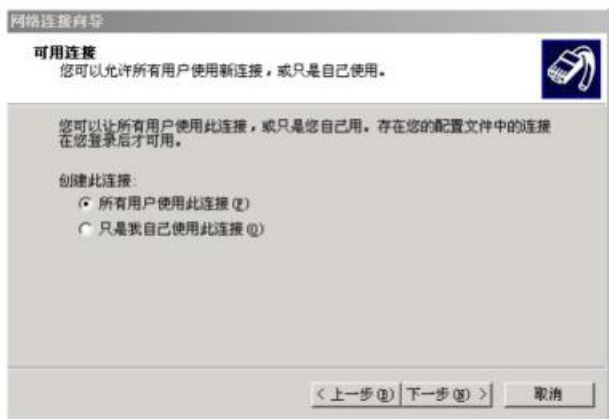 网络连接向导
可用连接
您可以允许所有用户使用新连接，或只是自己使用。
您可以让所有用户使用此连接，或只是您自己用。存在您的配置文件中的连接
在您登录后才可用。
创建此连接:
所有用户使用此连接(F)
只是我自己使用此连接(O)
< 上一步(B) 下一步(N) > 取消